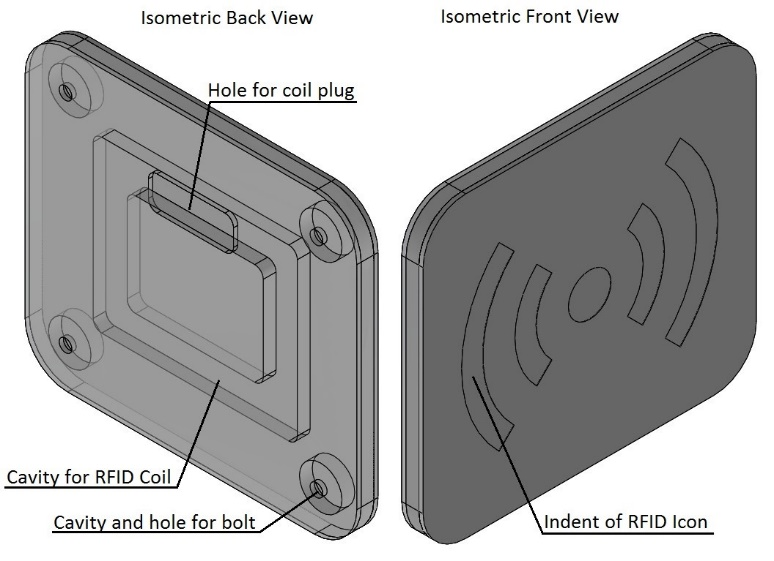 Isometric Back View
Isometric Front View
Hole for coil plug
Cavity for RFID Coil
Cavity and hole for bolt
Indent of RFID Icon